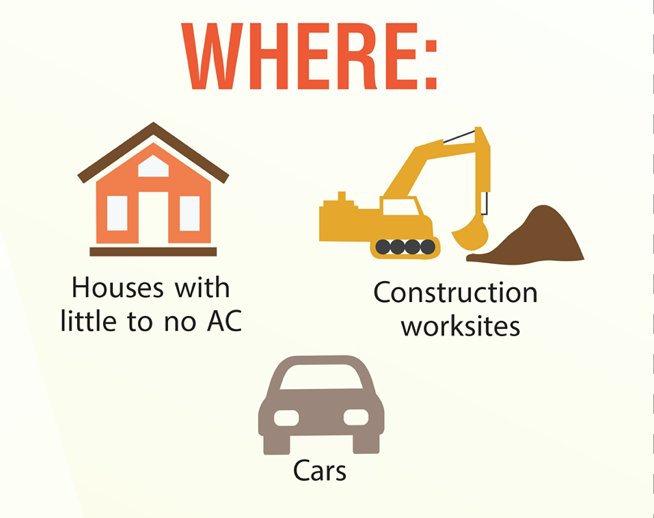 WHERE:
Houses with
little to no AC
Construction
worksites
Cars